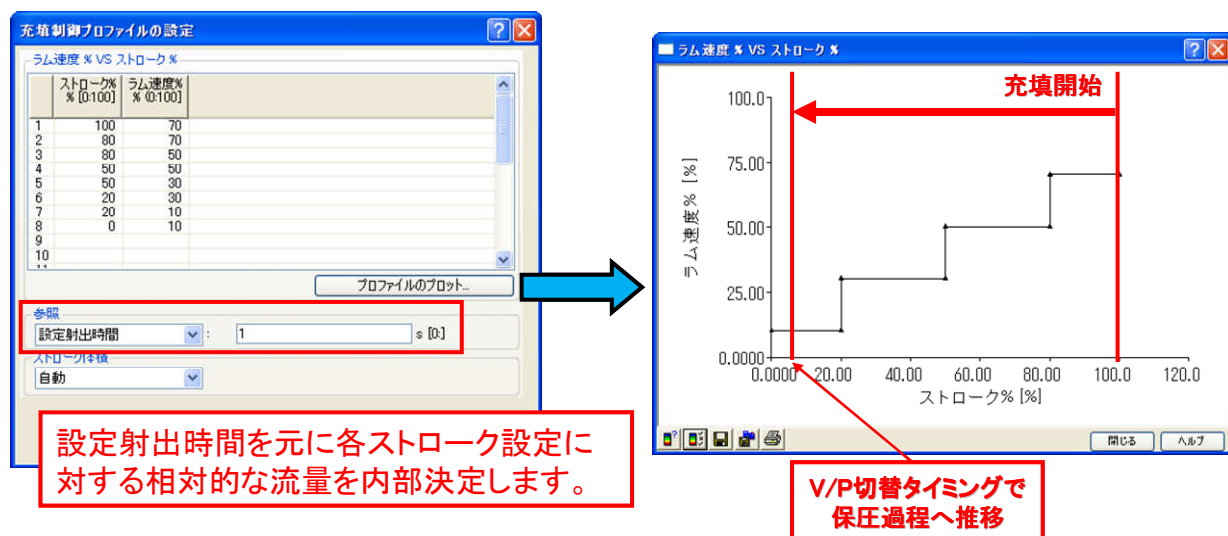 充填制御プロファイルの設定
ラム速度 % VS ストローク %
ストローク% ラム速度%
% [0:100] % (0:100]
1 100 70
2 80 70
3 80 50
4 50 50
5 50 30
6 20 30
7 20 10
8 0 10
9
10
11
プロファイルのプロット...
参照
設定射出時間 : 1 s [0:]
ストローク体積
自動
設定射出時間を元に各ストローク設定に
対する相対的な流量を内部決定します。
ラム速度 % VS ストローク %
充填開始
100.0
75.00
50.00
25.00
0.0000
ラム速度% [%]
0.0000 20.00 40.00 60.00 80.00 100.0 120.0
ストローク% [%]
閉じる ヘルプ
V/P切替タイミングで
保圧過程へ推移